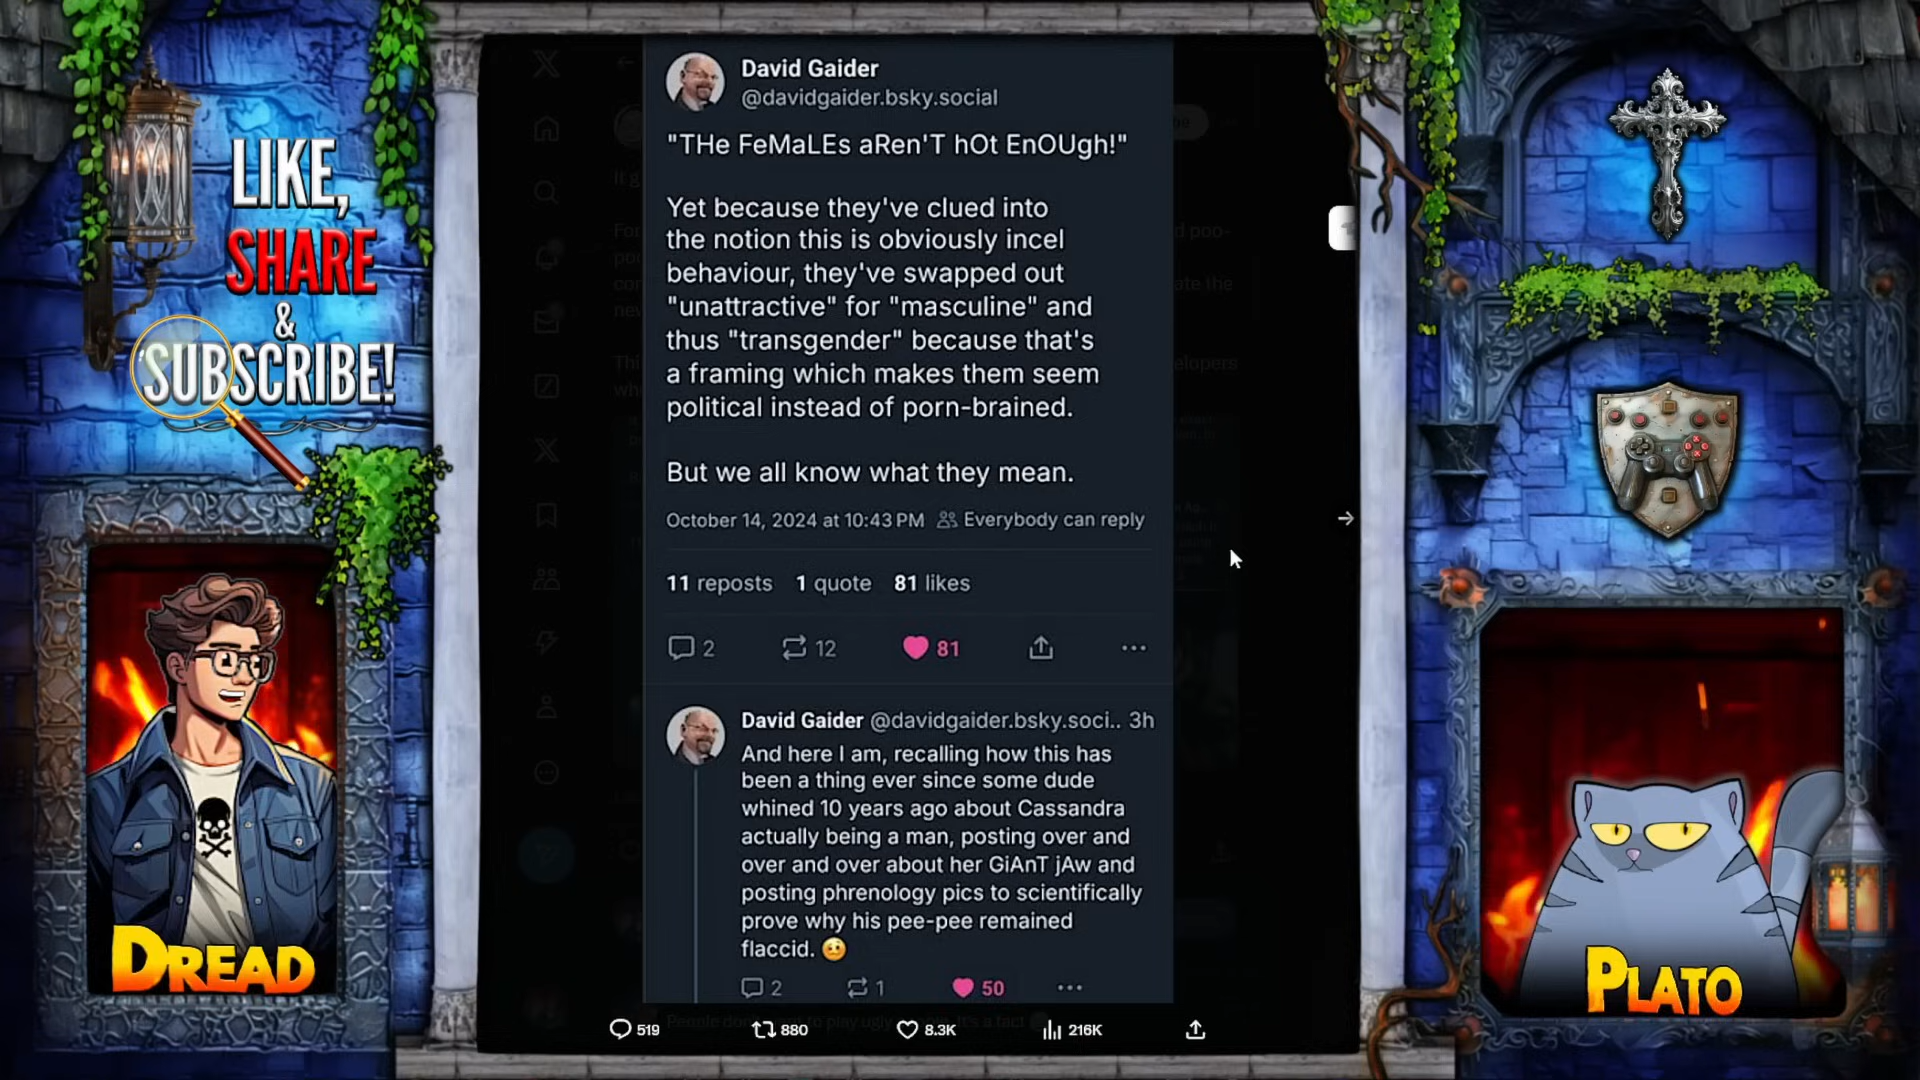 LIKE,
SHARE
&
SUBSCRIBE!
David Gaider
@davidgaider.bsky.social
"THe FeMaLEs aRen'T hOt EnOUgh!"
Yet because they've clued into
the notion this is obviously incel
behaviour, they've swapped out
"unattractive" for "masculine" and
thus "transgender" because that's
a framing which makes them seem
political instead of porn-brained.
But we all know what they mean.
October 14, 2024 at 10:43 PM Everybody can reply
11 reposts 1 quote 81 likes
2 12 81
David Gaider @davidgaider.bsky.soci.. 3h
And here I am, recalling how this has
been a thing ever since some dude
whined 10 years ago about Cassandra
actually being a man, posting over and
over and over about her GiAnT jAw and
posting phrenology pics to scientifically
prove why his pee-pee remained
flaccid.
2 1 50
519 880 8.3K 216K
DREAD
PLATO